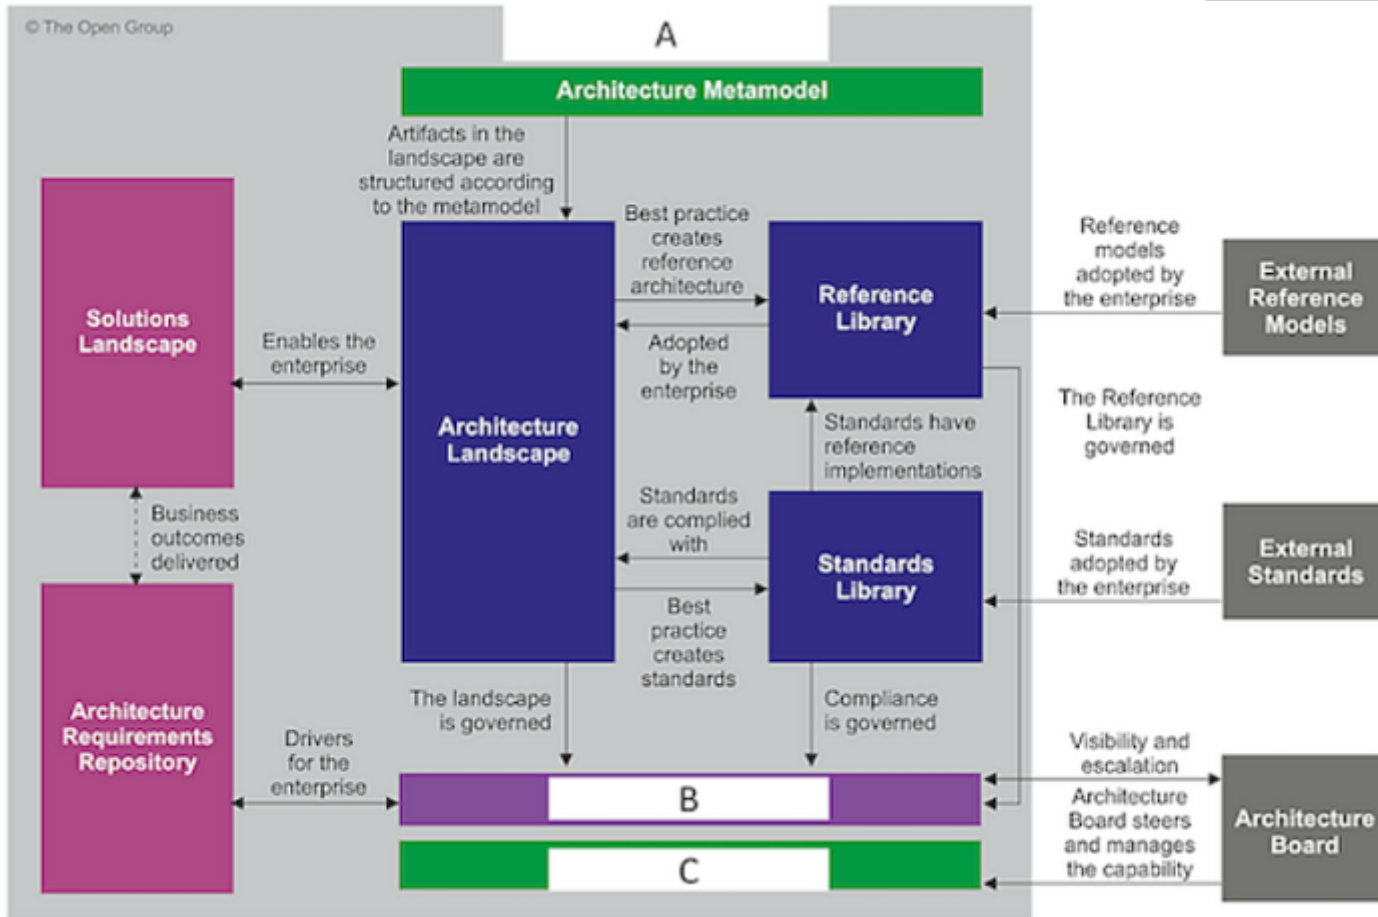 © The Open Group
A
Architecture Metamodel
Artifacts in the
landscape are
structured according
to the metamodel
Solutions
Landscape
Enables the
enterprise
Business
outcomes
delivered
Architecture
Requirements
Repository
Drivers
for the
enterprise
Architecture
Landscape
Best practice
creates
reference
architecture
Adopted
by the
enterprise
Reference
Library
Standards have
reference
implementations
Standards
are complied
with
Best
practice
creates
standards
Standards
Library
The landscape
is governed
Compliance
is governed
B
C
Reference
models
adopted by
the enterprise
External
Reference
Models
The Reference
Library is
governed
Standards
adopted by
the enterprise
External
Standards
Visibility and
escalation
Architecture
Board steers
and manages
the capability
Architecture
Board